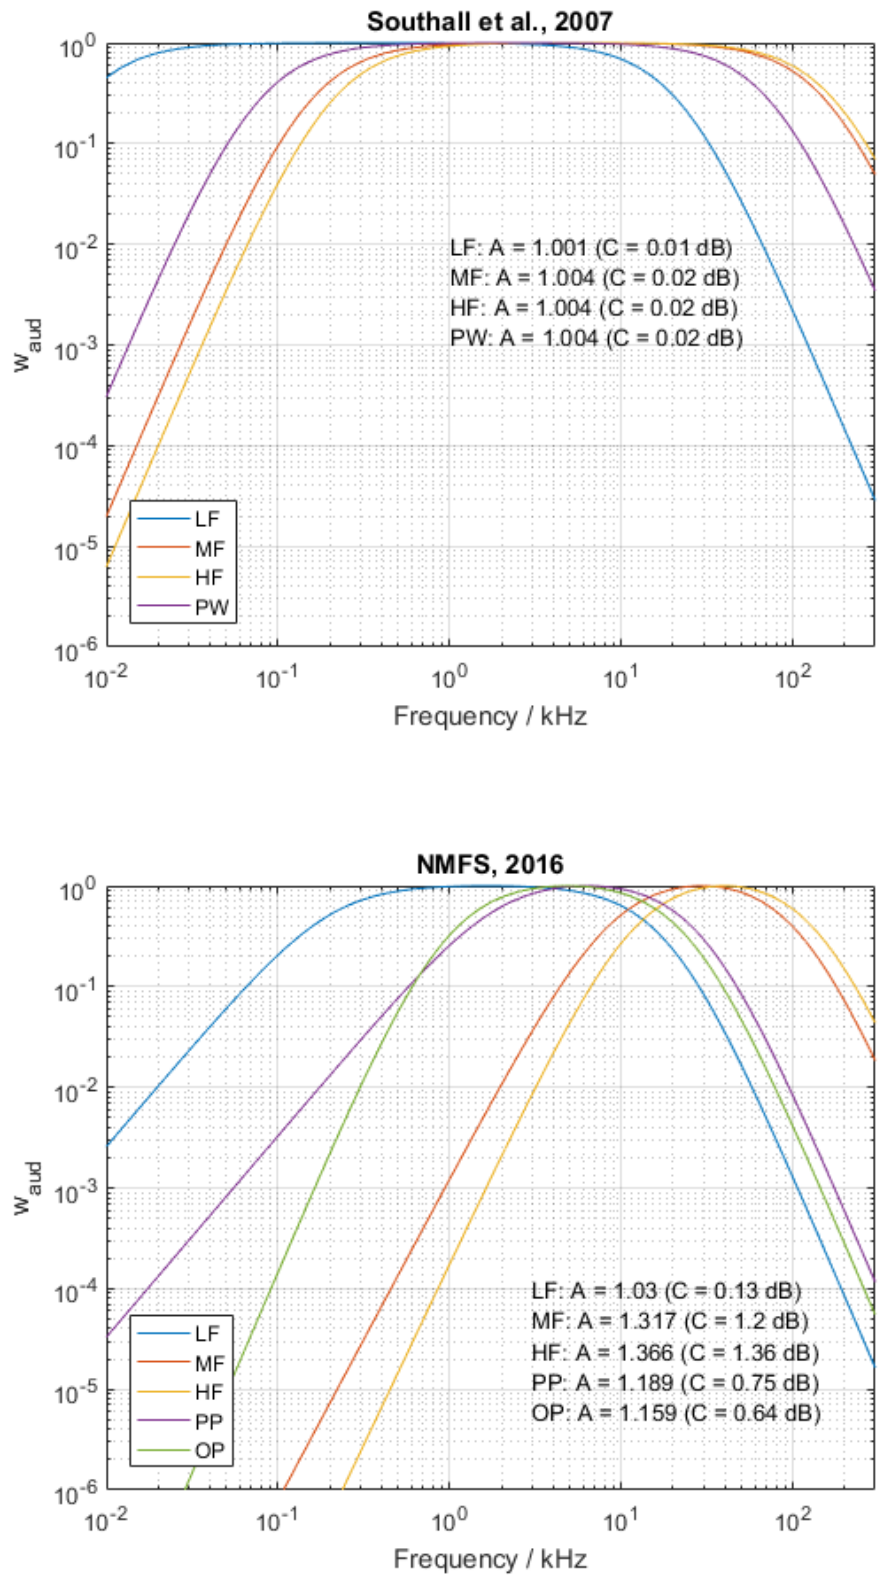 Southall et al., 2007
10^0
10^-1
10^-2
10^-3
10^-4
10^-5
10^-6
w_aud
LF: A = 1.001 (C = 0.01 dB)
MF: A = 1.004 (C = 0.02 dB)
HF: A = 1.004 (C = 0.02 dB)
PW: A = 1.004 (C = 0.02 dB)
LF
MF
HF
PW
10^-2 10^-1 10^0 10^1 10^2
Frequency / kHz
NMFS, 2016
10^0
10^-1
10^-2
10^-3
10^-4
10^-5
10^-6
w_aud
LF: A = 1.03 (C = 0.13 dB)
MF: A = 1.317 (C = 1.2 dB)
HF: A = 1.366 (C = 1.36 dB)
PP: A = 1.189 (C = 0.75 dB)
OP: A = 1.159 (C = 0.64 dB)
LF
MF
HF
PP
OP
10^-2 10^-1 10^0 10^1 10^2
Frequency / kHz